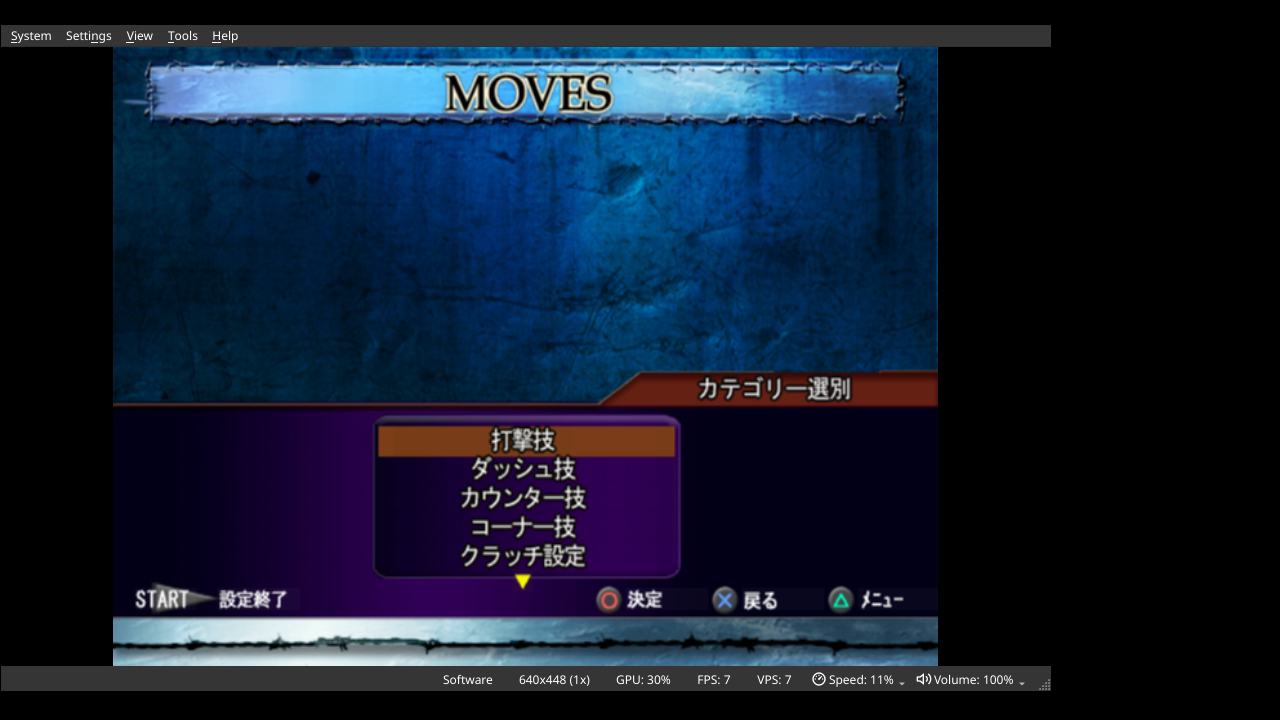 System Settings View Tools Help
MOVES
カテゴリー選別
打撃技
ダッシュ技
カウンター技
コーナー技
クラッチ設定
START 設定終了 決定 戻る メニュー
Software 640x448 (1x) GPU: 30% FPS: 7 VPS: 7 Speed: 11% Volume: 100%